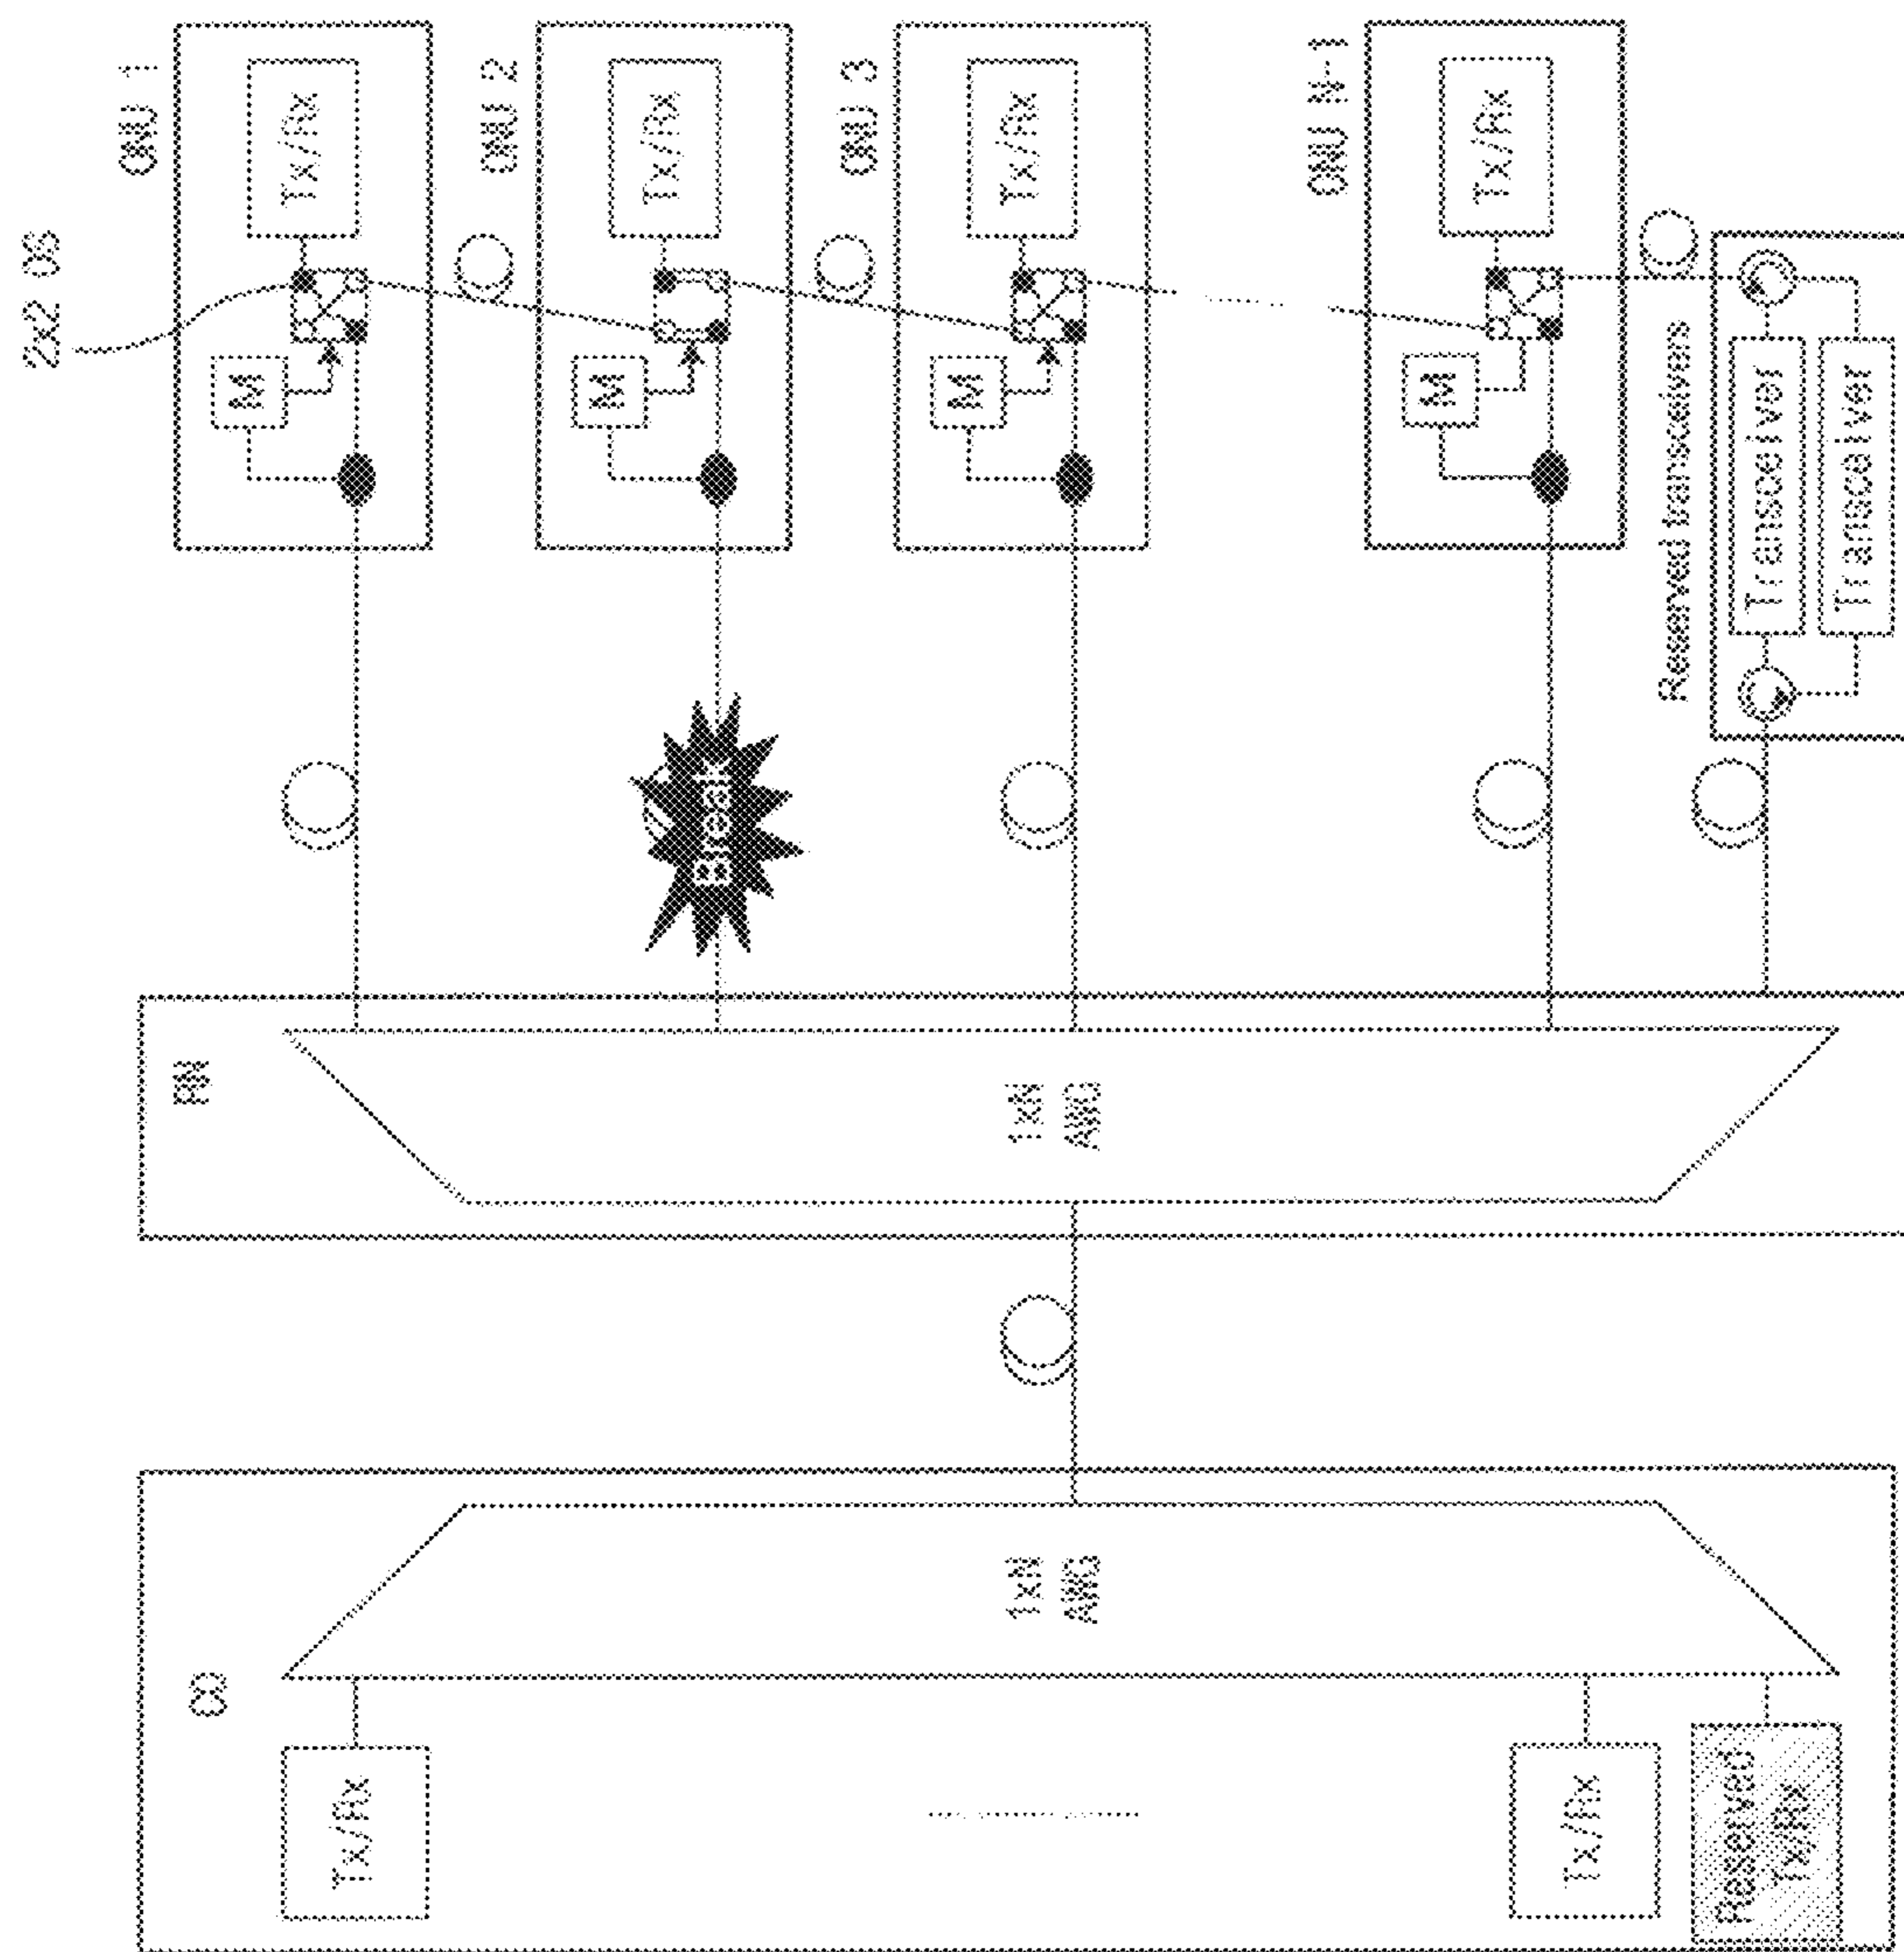 2x2 OS
ONU 1
Tx/Rx
M
ONU 2
Tx/Rx
M
ONU 3
Tx/Rx
M
ONU N-1
Tx/Rx
M
Reserved transceivers
Transceiver
Transceiver
Break
RN
1xN
AWG
CO
1xN
AWG
Tx/Rx
Tx/Rx
Reserved
Tx/Rx